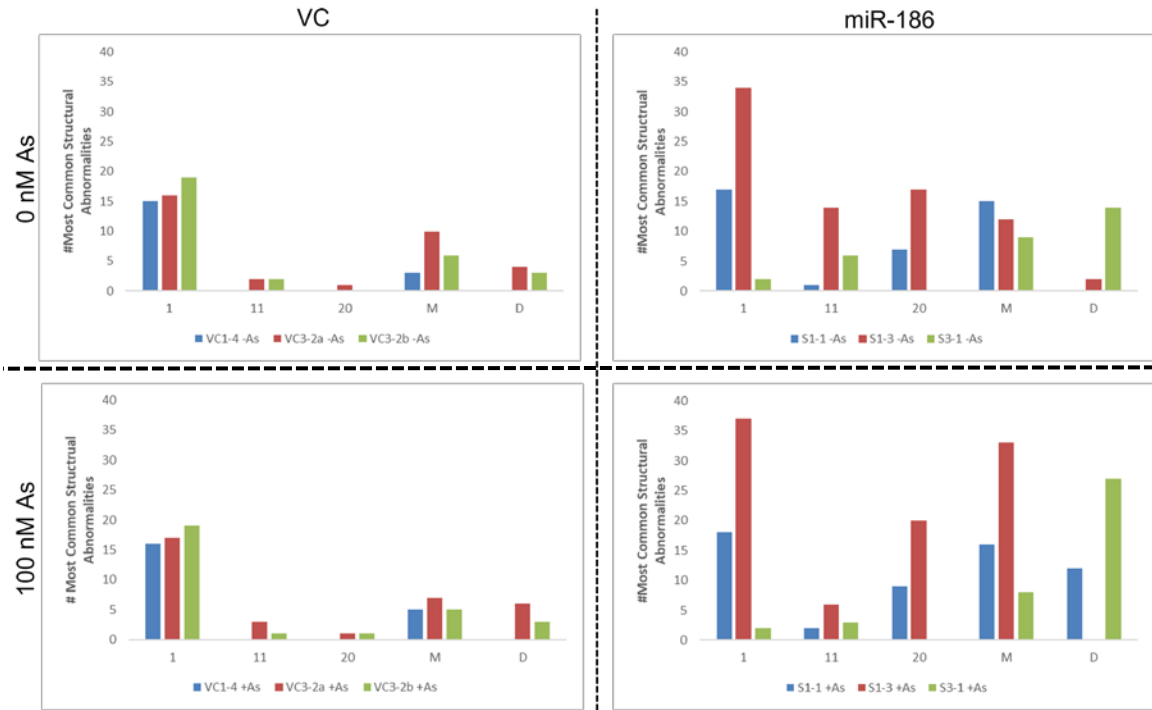 VC
miR-186
0 nM As
#Most Common Structural
Abnormalities
40
35
30
25
20
15
10
5
0
1 11 20 M D
VC1-4 -As VC3-2a -As VC3-2b -As
#Most Common Structural
Abnormalities
40
35
30
25
20
15
10
5
0
1 11 20 M D
S1-1 -As S1-3 -As S3-1 -As
100 nM As
# Most Common Structrual
Abnormalities
40
35
30
25
20
15
10
5
0
1 11 20 M D
VC1-4 +As VC3-2a +As VC3-2b +As
#Most Common Structural
Abnormalities
40
35
30
25
20
15
10
5
0
1 11 20 M D
S1-1 +As S1-3 +As S3-1 +As